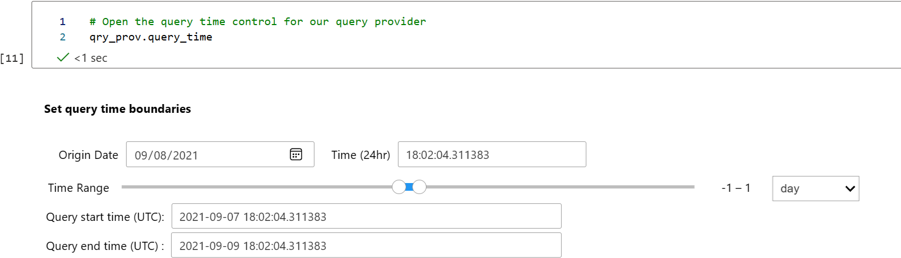 1 # Open the query time control for our query provider
2 qry_prov.query_time
[11] <1 sec
Set query time boundaries
Origin Date 09/08/2021 Time (24hr) 18:02:04.311383
Time Range -1 – 1 day
Query start time (UTC): 2021-09-07 18:02:04.311383
Query end time (UTC) : 2021-09-09 18:02:04.311383